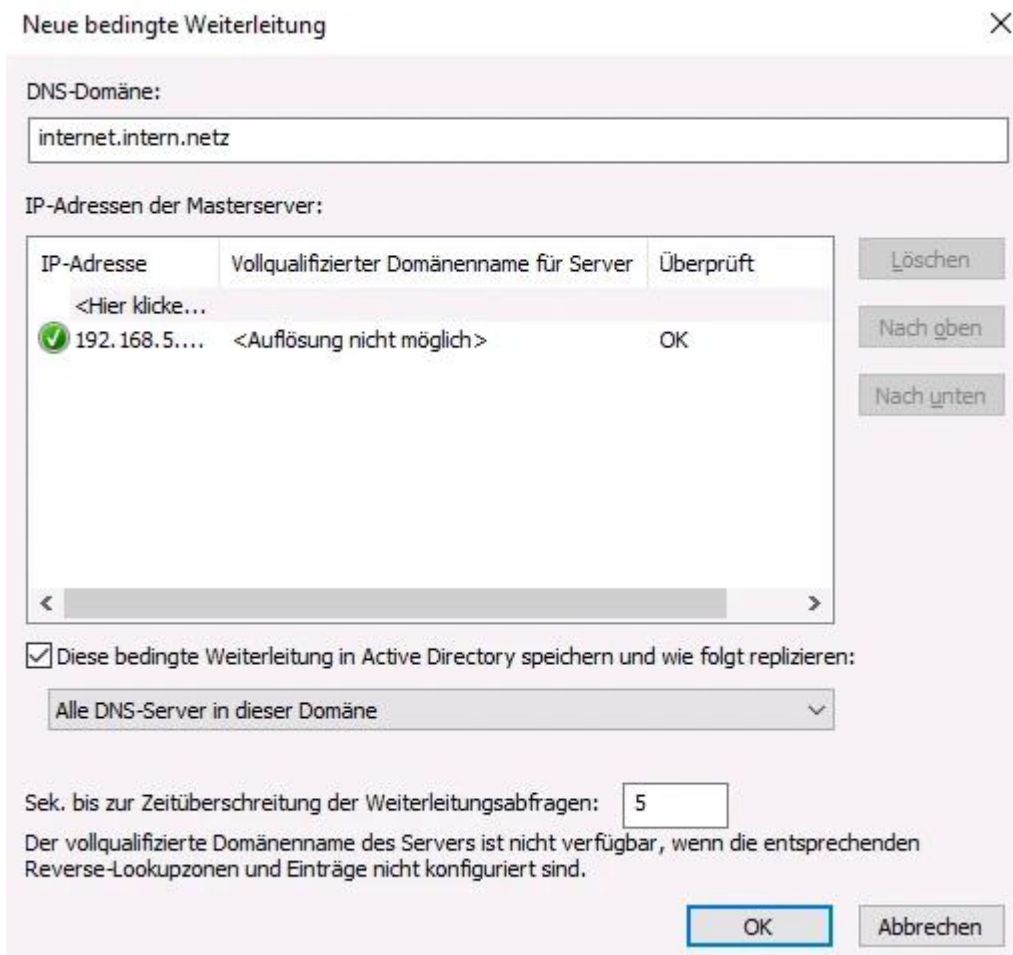 Neue bedingte Weiterleitung
DNS-Domäne:
internet.intern.netz
IP-Adressen der Masterserver:
IP-Adresse Vollqualifizierter Domänenname für Server Überprüft
<Hier klicke...
192.168.5.... <Auflösung nicht möglich> OK
Löschen
Nach oben
Nach unten
Diese bedingte Weiterleitung in Active Directory speichern und wie folgt replizieren:
Alle DNS-Server in dieser Domäne
Sek. bis zur Zeitüberschreitung der Weiterleitungsabfragen: 5
Der vollqualifizierte Domänenname des Servers ist nicht verfügbar, wenn die entsprechenden
Reverse-Lookupzonen und Einträge nicht konfiguriert sind.
OK Abbrechen